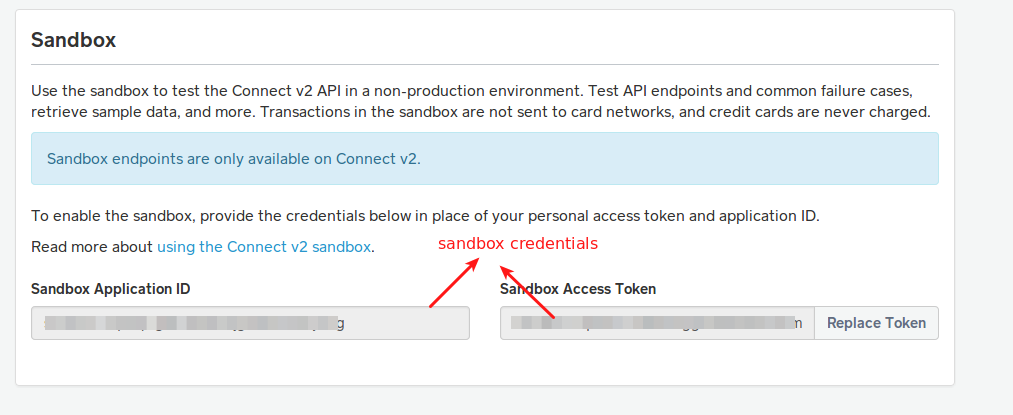 Sandbox
Use the sandbox to test the Connect v2 API in a non-production environment. Test API endpoints and common failure cases,
retrieve sample data, and more. Transactions in the sandbox are not sent to card networks, and credit cards are never charged.
Sandbox endpoints are only available on Connect v2.
To enable the sandbox, provide the credentials below in place of your personal access token and application ID.
Read more about using the Connect v2 sandbox.
sandbox credentials
Sandbox Application ID
Sandbox Access Token
Replace Token